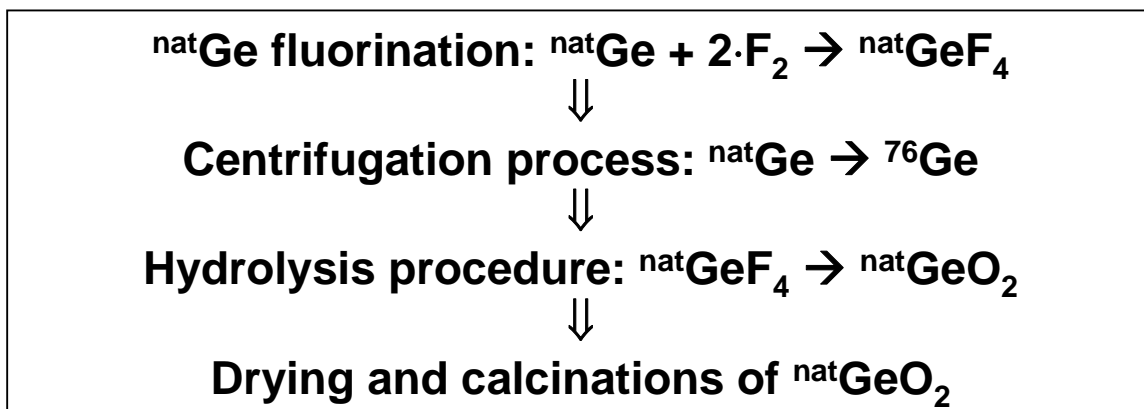 natGe fluorination: natGe + 2·F2 → natGeF4
⇓
Centrifugation process: natGe → 76Ge
⇓
Hydrolysis procedure: natGeF4 → natGeO2
⇓
Drying and calcinations of natGeO2